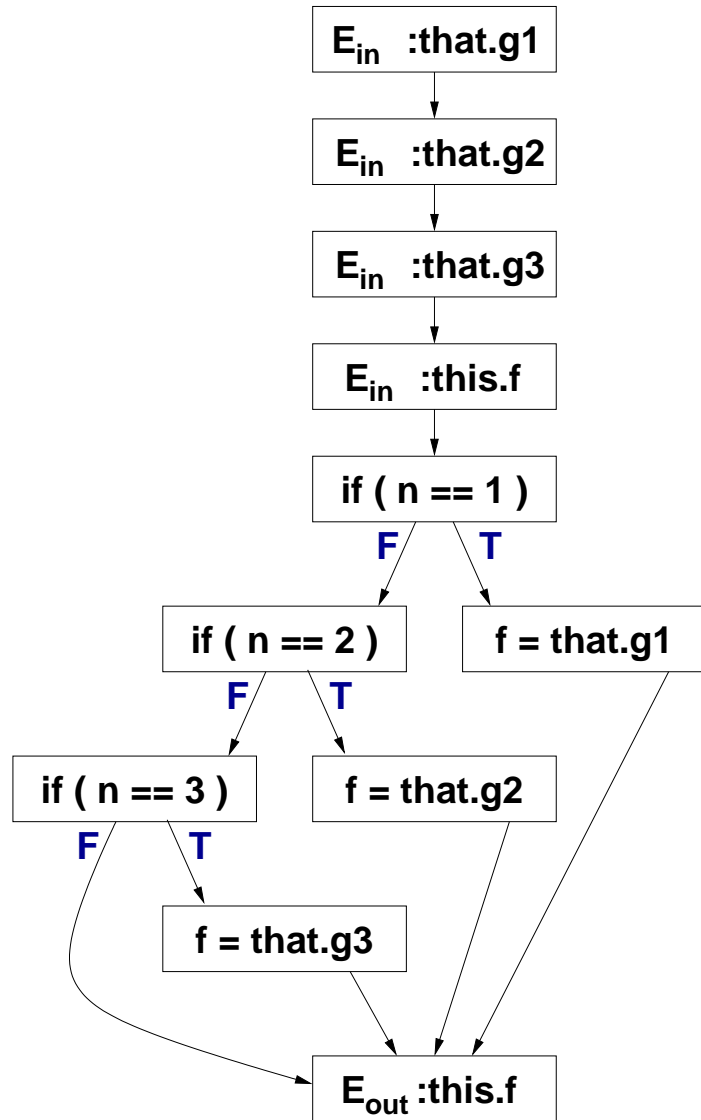 E_in :that.g1
E_in :that.g2
E_in :that.g3
E_in :this.f
if ( n == 1 )
F T
if ( n == 2 ) f = that.g1
F T
if ( n == 3 ) f = that.g2
F T
f = that.g3
E_out :this.f